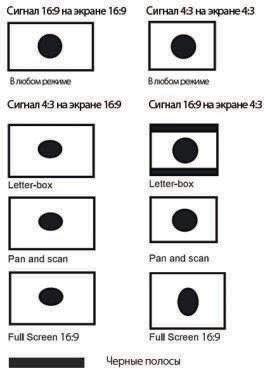 Сигнал 16:9 на экране 16:9
Сигнал 4:3 на экране 4:3
В любом режиме
В любом режиме
Сигнал 4:3 на экране 16:9
Сигнал 16:9 на экране 4:3
Letter-box
Letter-box
Pan and scan
Pan and scan
Full Screen 16:9
Full Screen 16:9
Черные полосы